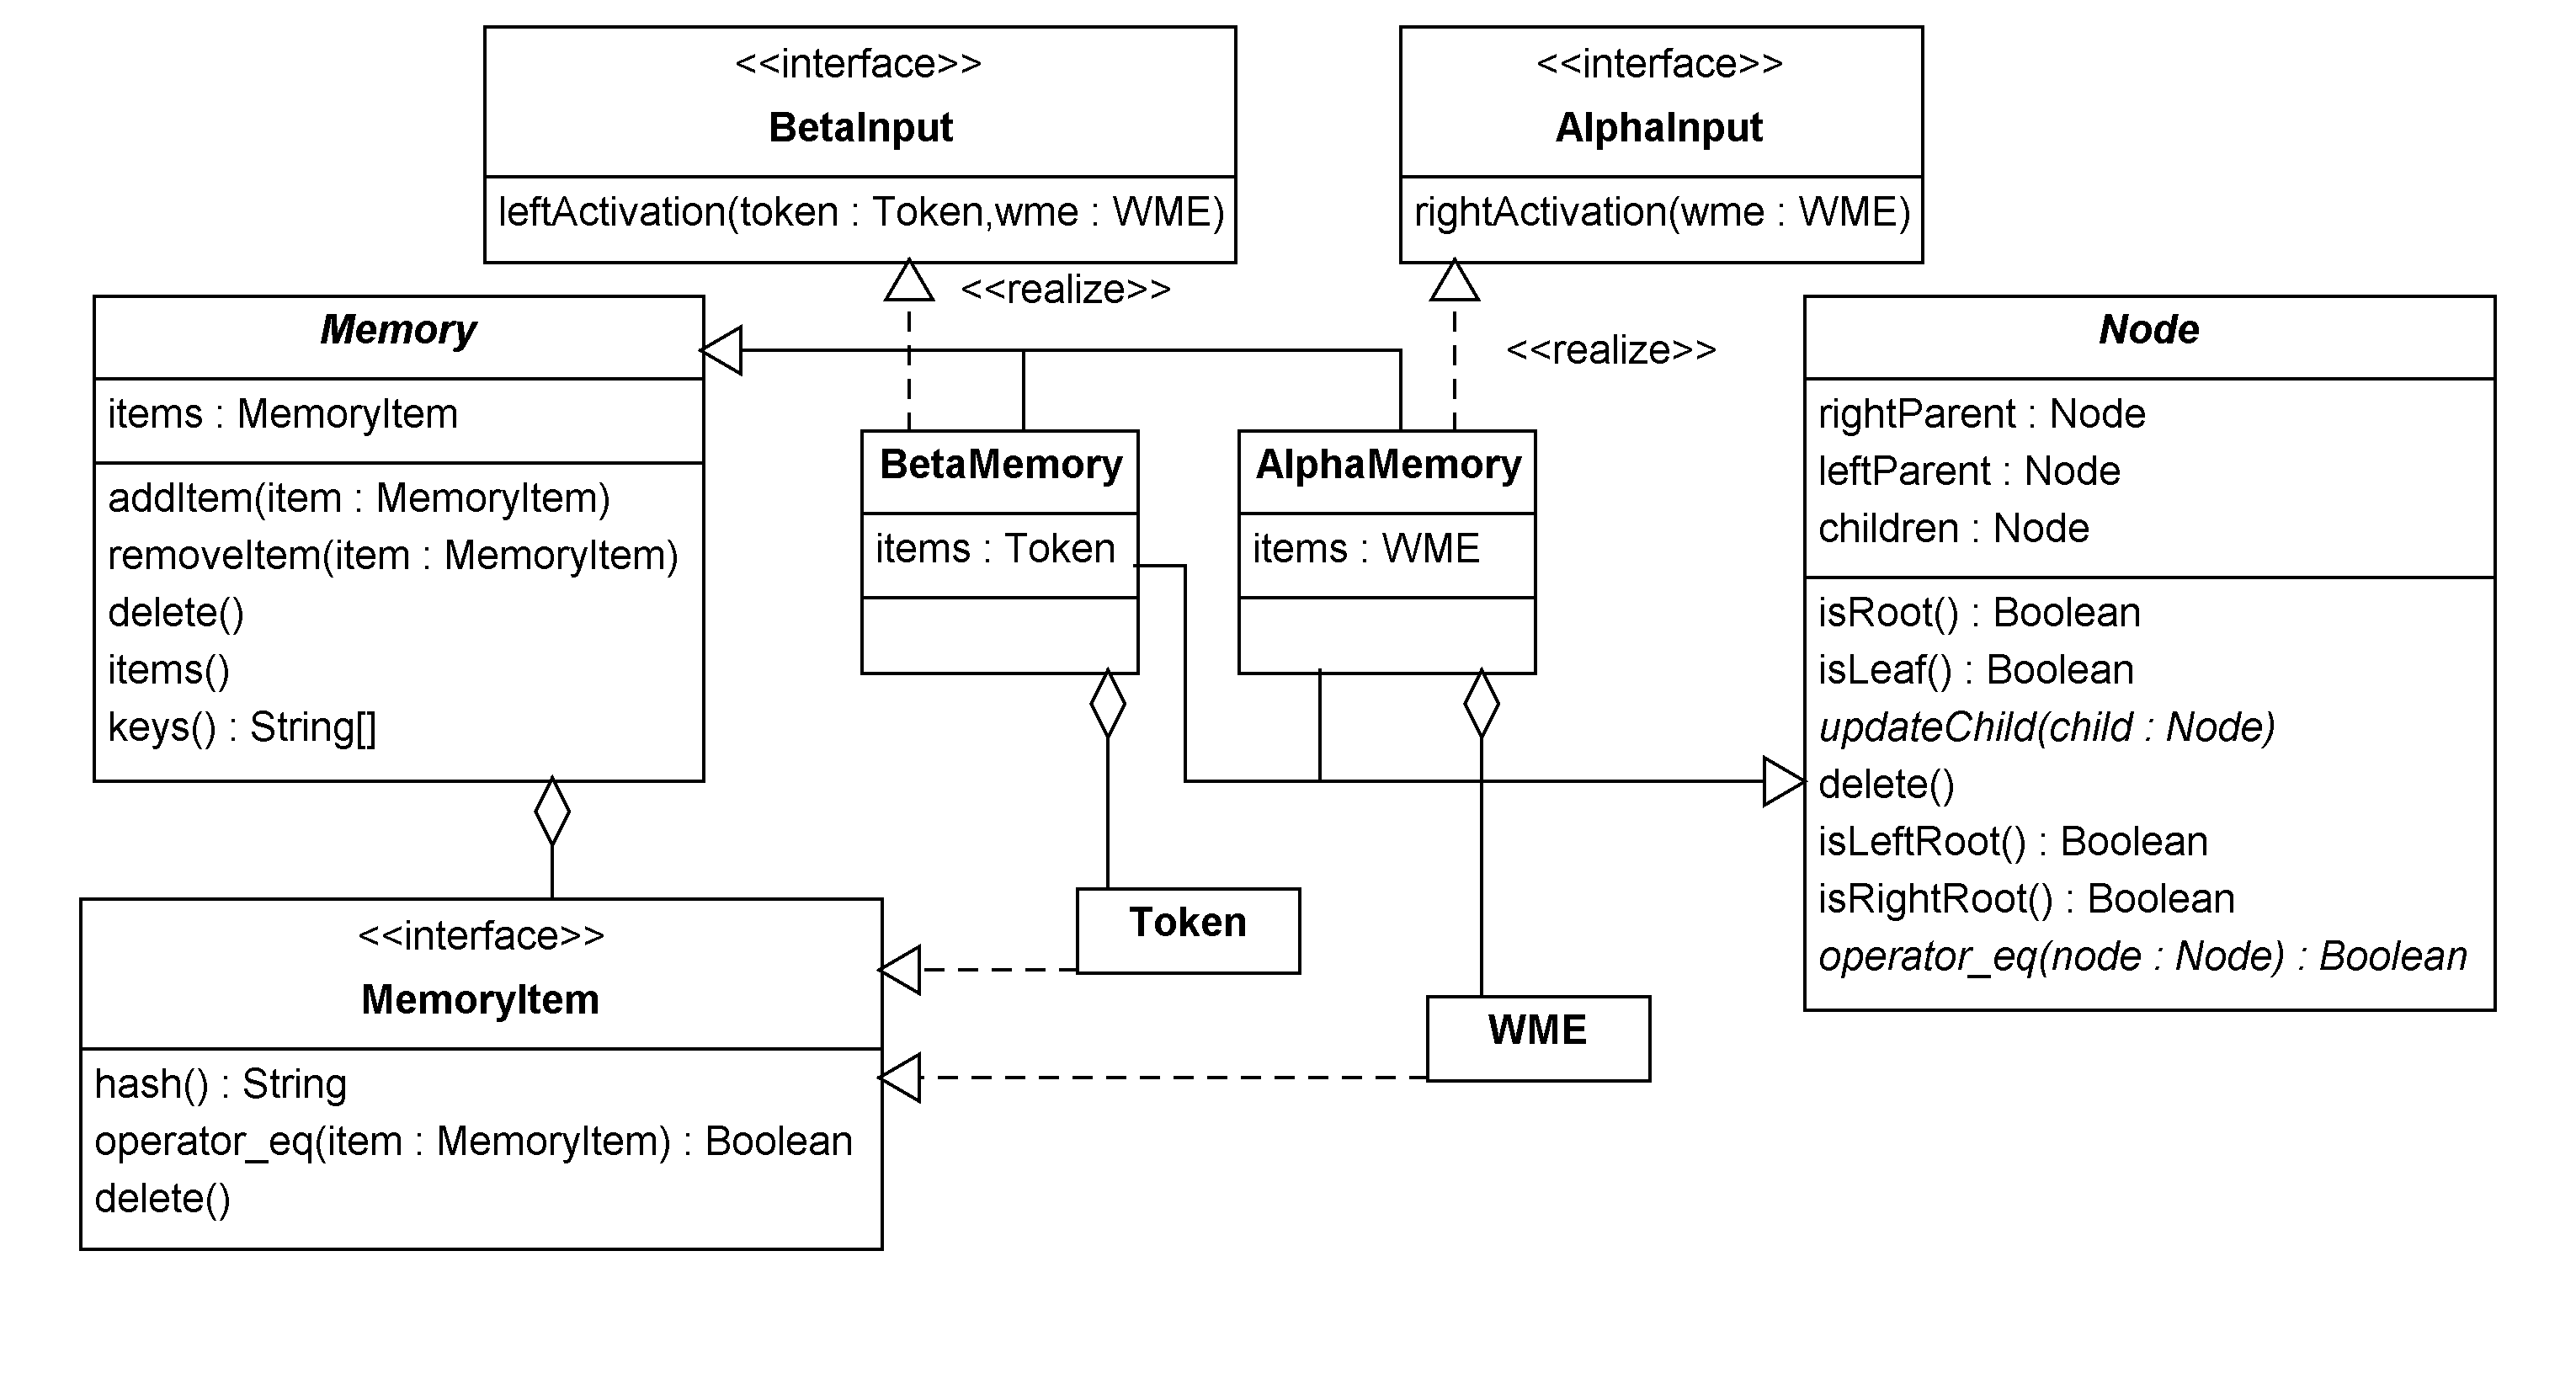 <<interface>>
BetaInput
leftActivation(token : Token,wme : WME)
<<interface>>
AlphaInput
rightActivation(wme : WME)
<<realize>>
<<realize>>
Memory
items : MemoryItem
addItem(item : MemoryItem)
removeItem(item : MemoryItem)
delete()
items()
keys() : String[]
BetaMemory
items : Token
AlphaMemory
items : WME
Node
rightParent : Node
leftParent : Node
children : Node
isRoot() : Boolean
isLeaf() : Boolean
updateChild(child : Node)
delete()
isLeftRoot() : Boolean
isRightRoot() : Boolean
operator_eq(node : Node) : Boolean
<<interface>>
MemoryItem
hash() : String
operator_eq(item : MemoryItem) : Boolean
delete()
Token
WME